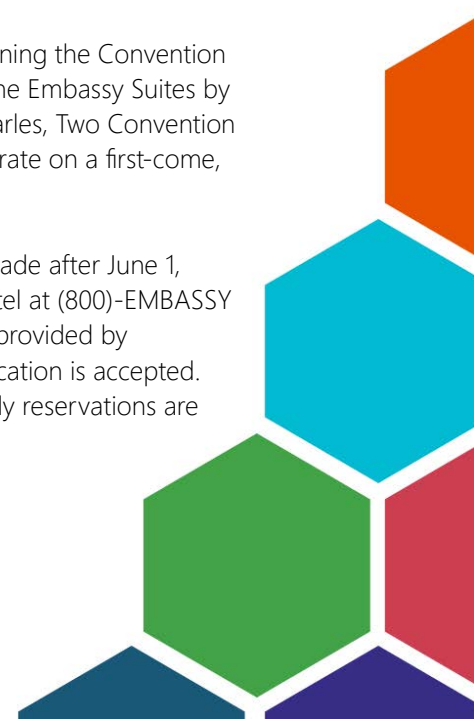 ning the Convention
ne Embassy Suites by
arles, Two Convention
rate on a first-come,
ade after June 1,
tel at (800)-EMBASSY
provided by
cation is accepted.
ly reservations are